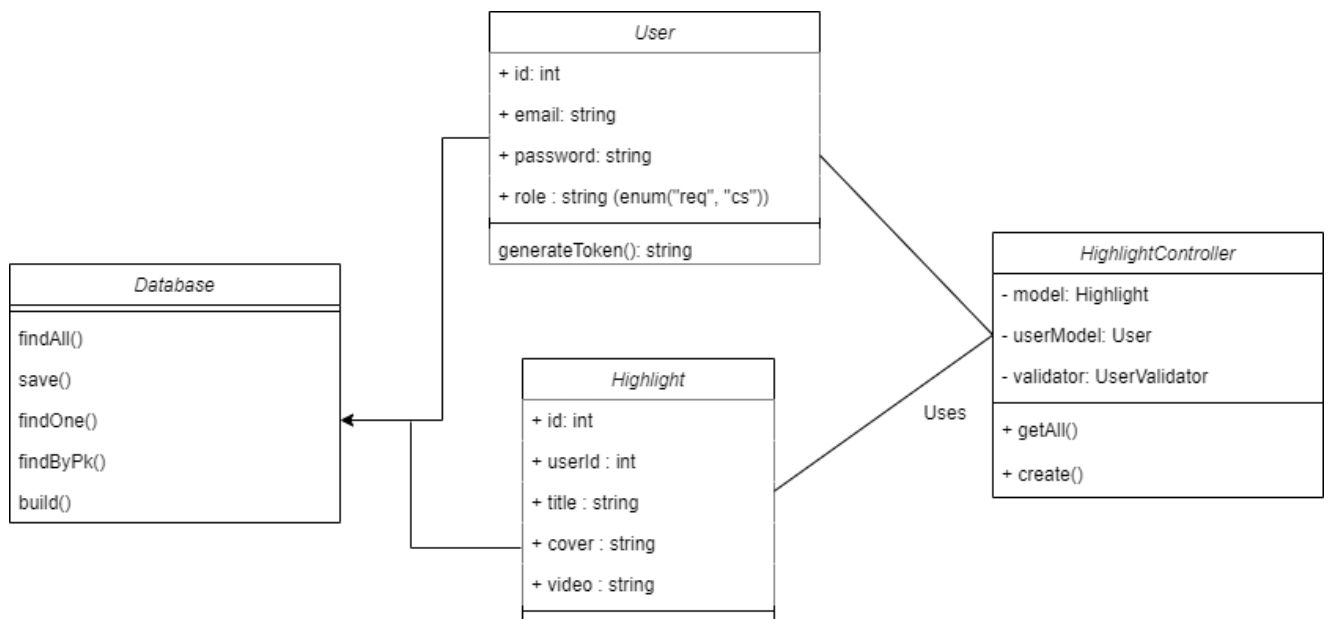 User
+ id: int
+ email: string
+ password: string
+ role : string (enum("req", "cs"))
generateToken(): string
Database
findAll()
save()
findOne()
findByPk()
build()
Highlight
+ id: int
+ userId : int
+ title : string
+ cover : string
+ video : string
Uses
HighlightController
- model: Highlight
- userModel: User
- validator: UserValidator
+ getAll()
+ create()